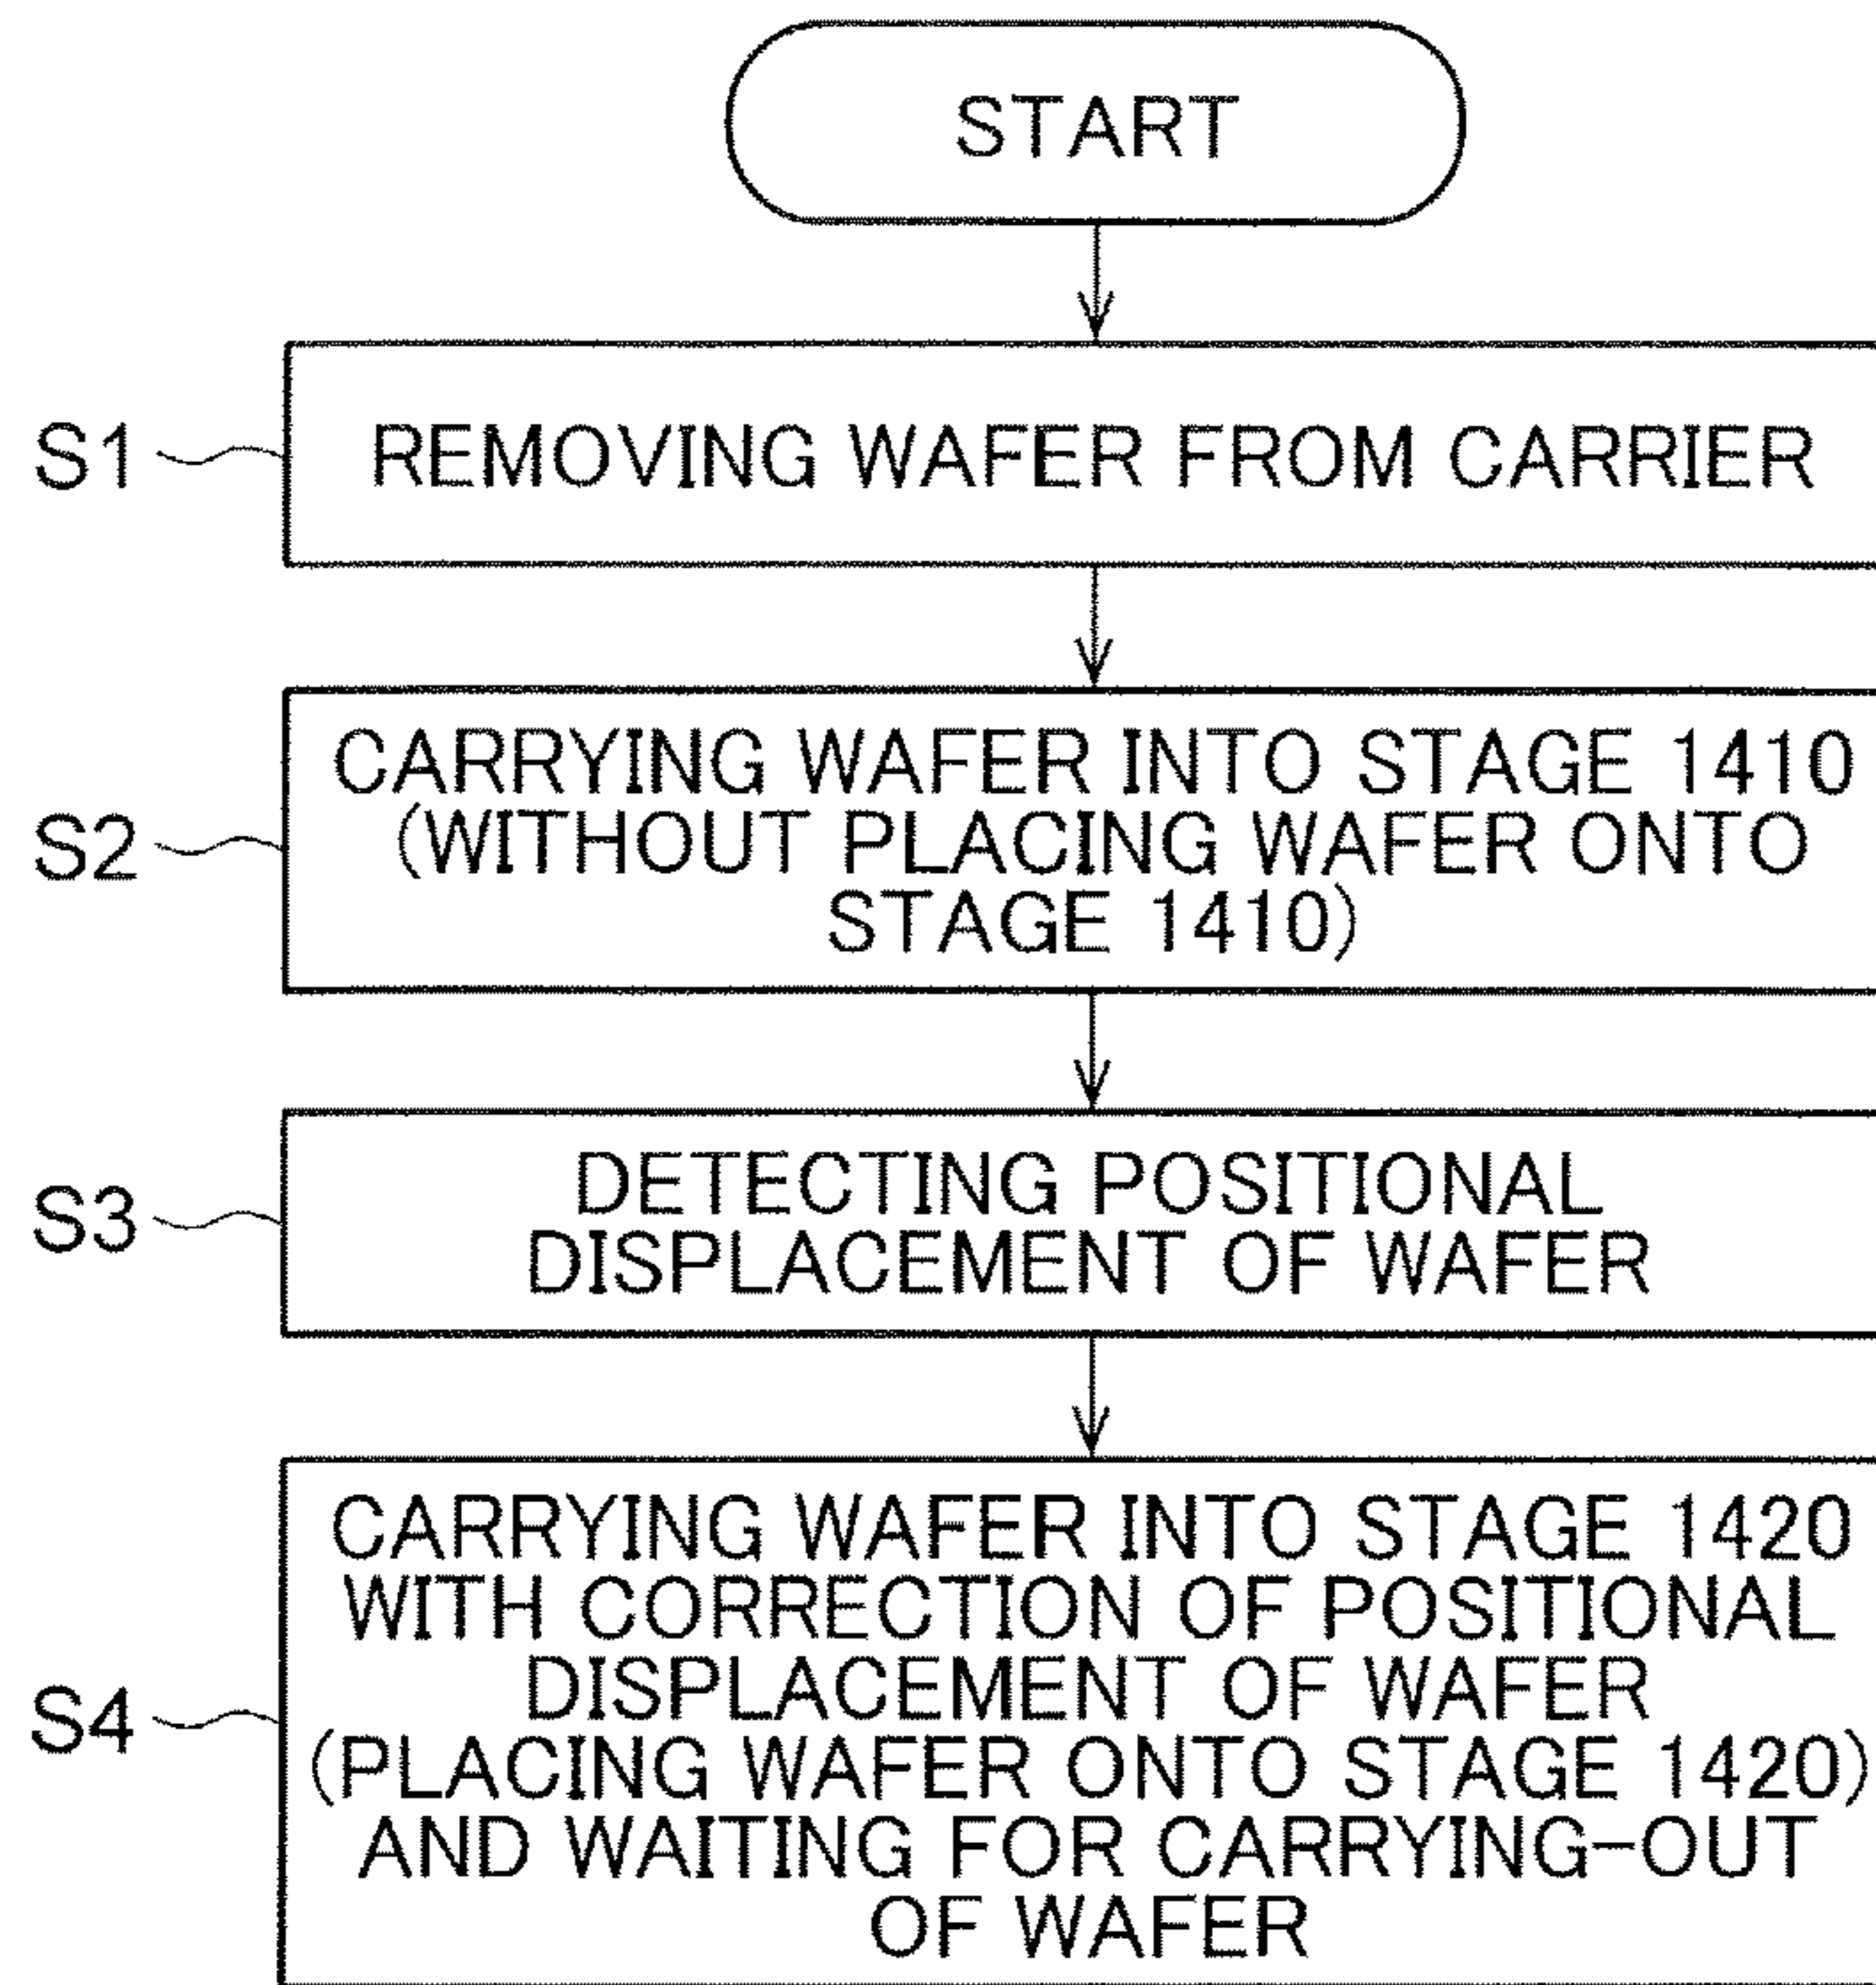 START
S1
REMOVING WAFER FROM CARRIER
S2
CARRYING WAFER INTO STAGE 1410
(WITHOUT PLACING WAFER ONTO
STAGE 1410)
S3
DETECTING POSITIONAL
DISPLACEMENT OF WAFER
S4
CARRYING WAFER INTO STAGE 1420
WITH CORRECTION OF POSITIONAL
DISPLACEMENT OF WAFER
(PLACING WAFER ONTO STAGE 1420)
AND WAITING FOR CARRYING-OUT
OF WAFER